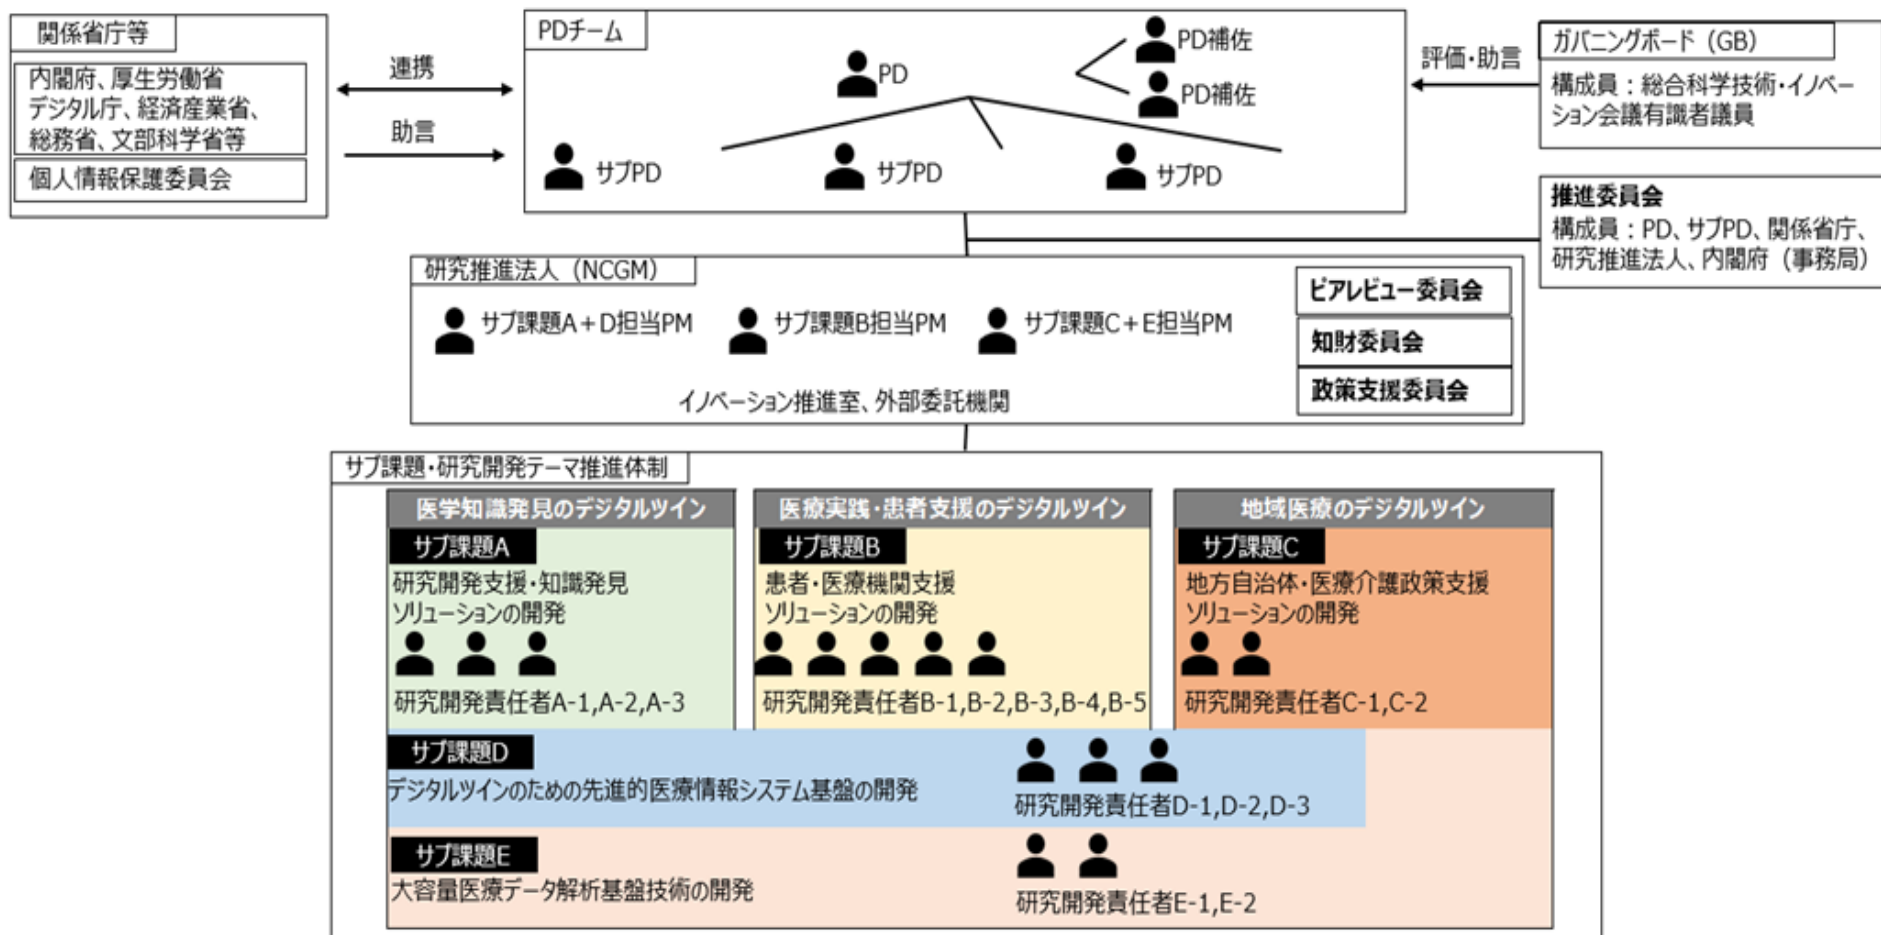 関係省庁等
内閣府、厚生労働省
デジタル庁、経済産業省、
総務省、文部科学省等
個人情報保護委員会
連携
助言
PDチーム
PD
PD補佐
PD補佐
サブPD
サブPD
サブPD
評価・助言
ガバニングボード（GB）
構成員：総合科学技術・イノベー
ション会議有識者議員
推進委員会
構成員：PD、サブPD、関係省庁、
研究推進法人、内閣府（事務局）
研究推進法人（NCGM）
サブ課題A＋D担当PM
サブ課題B担当PM
サブ課題C＋E担当PM
イノベーション推進室、外部委託機関
ピアレビュー委員会
知財委員会
政策支援委員会
サブ課題・研究開発テーマ推進体制
医学知識発見のデジタルツイン
サブ課題A
研究開発支援・知識発見
ソリューションの開発
研究開発責任者A-1,A-2,A-3
医療実践・患者支援のデジタルツイン
サブ課題B
患者・医療機関支援
ソリューションの開発
研究開発責任者B-1,B-2,B-3,B-4,B-5
地域医療のデジタルツイン
サブ課題C
地方自治体・医療介護政策支援
ソリューションの開発
研究開発責任者C-1,C-2
サブ課題D
デジタルツインのための先進的医療情報システム基盤の開発
研究開発責任者D-1,D-2,D-3
サブ課題E
大容量医療データ解析基盤技術の開発
研究開発責任者E-1,E-2